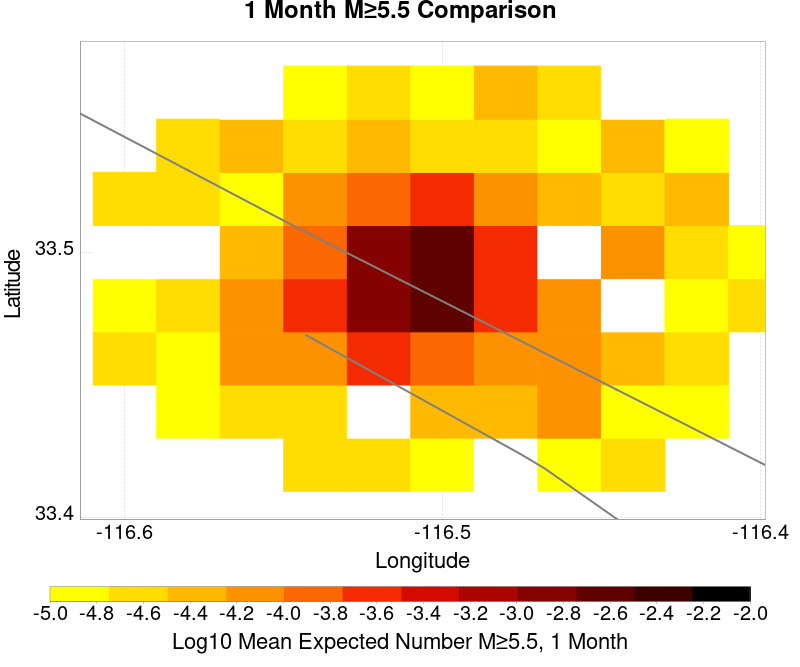 1 Month M≥5.5 Comparison
Latitude
33.5
33.4
-116.6 -116.5 -116.4
Longitude
-5.0 -4.8 -4.6 -4.4 -4.2 -4.0 -3.8 -3.6 -3.4 -3.2 -3.0 -2.8 -2.6 -2.4 -2.2 -2.0
Log10 Mean Expected Number M≥5.5, 1 Month